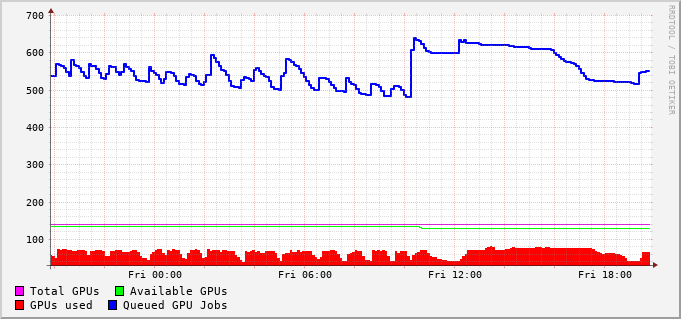 700
600
500
400
300
200
100
Fri 00:00 Fri 06:00 Fri 12:00 Fri 18:00
Total GPUs Available GPUs
GPUs used Queued GPU Jobs
RRDTOOL / TOBI OETIKER